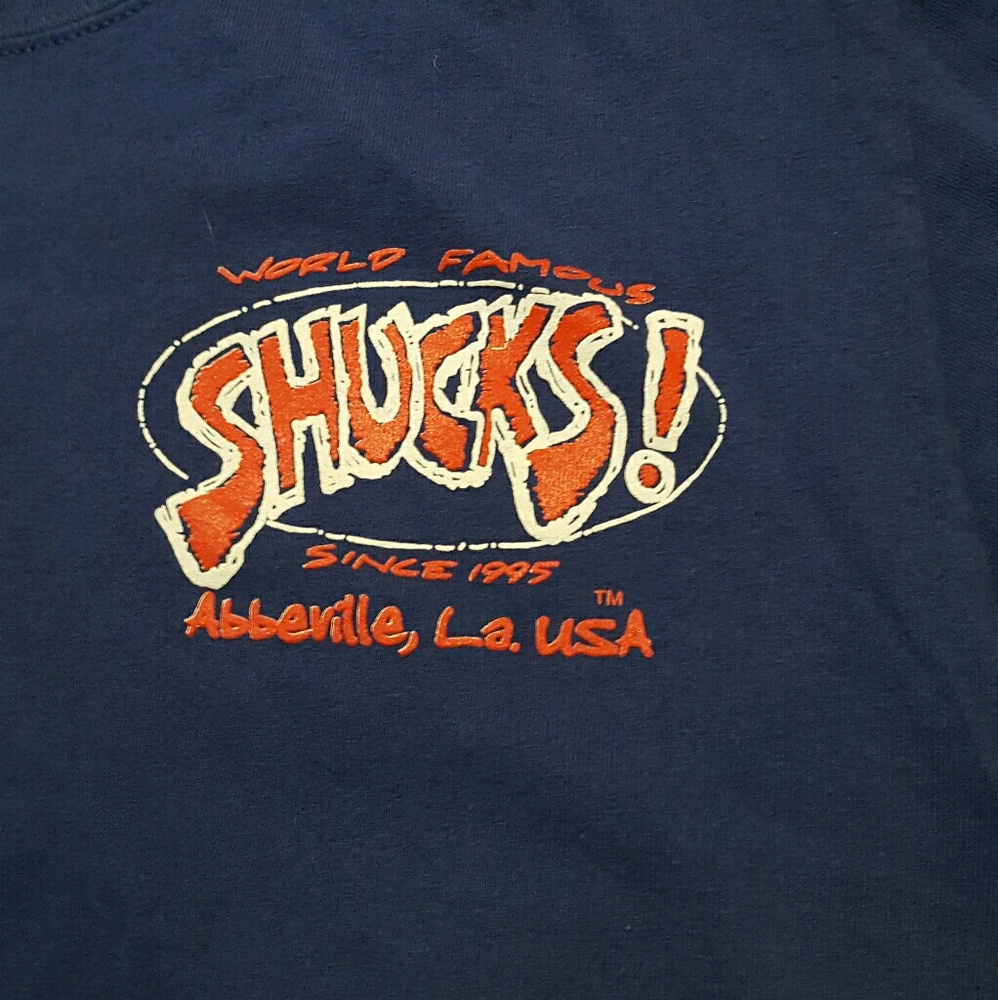 WORLD FAMOUS
SHUCKS!
SINCE 1995
Abbeville, La. USA
TM